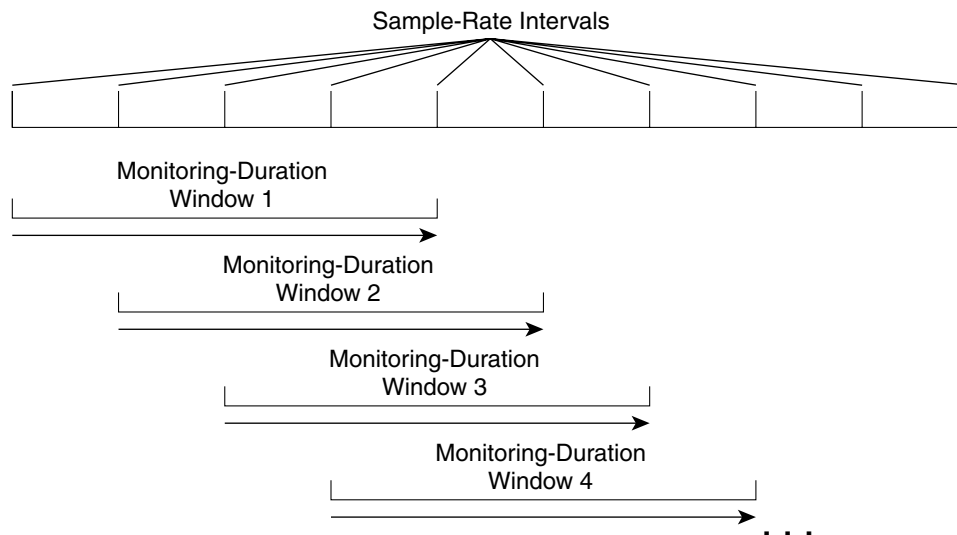 Sample-Rate Intervals
Monitoring-Duration
Window 1
Monitoring-Duration
Window 2
Monitoring-Duration
Window 3
Monitoring-Duration
Window 4
...